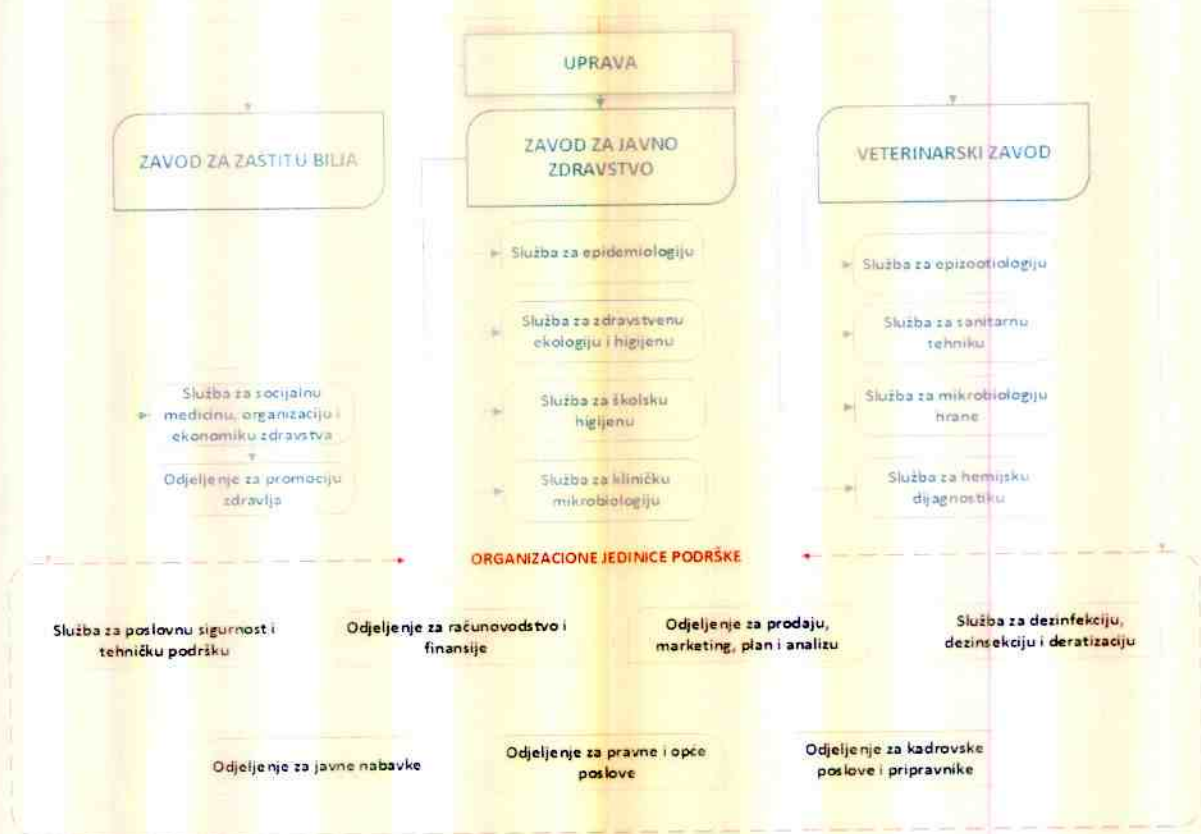 UPRAVA
ZAVOD ZA ZAŠTITU BILJA
ZAVOD ZA JAVNO
ZDRAVSTVO
VETERINARSKI ZAVOD
Služba za epidemiologiju
Služba za epizootiologiju
Služba za zdravstvenu
ekologiju i higijenu
Služba za sanitarnu
tehniku
Služba za socijalnu
medicinu, organizaciju i
ekonomiku zdravstva
Služba za školsku
higijenu
Služba za mikrobiologiju
hrane
Odjeljenje za promociju
zdravlja
Služba za kliničku
mikrobiologiju
Služba za hemijsku
dijagnostiku
ORGANIZACIONE JEDINICE PODRŠKE
Služba za poslovnu sigurnost i
tehničku podršku
Odjeljenje za računovodstvo i
finansije
Odjeljenje za prodaju,
marketing, plan i analizu
Služba za dezinfekciju,
dezinsekciju i deratizaciju
Odjeljenje za javne nabavke
Odjeljenje za pravne i opće
poslove
Odjeljenje za kadrovske
poslove i pripravnike